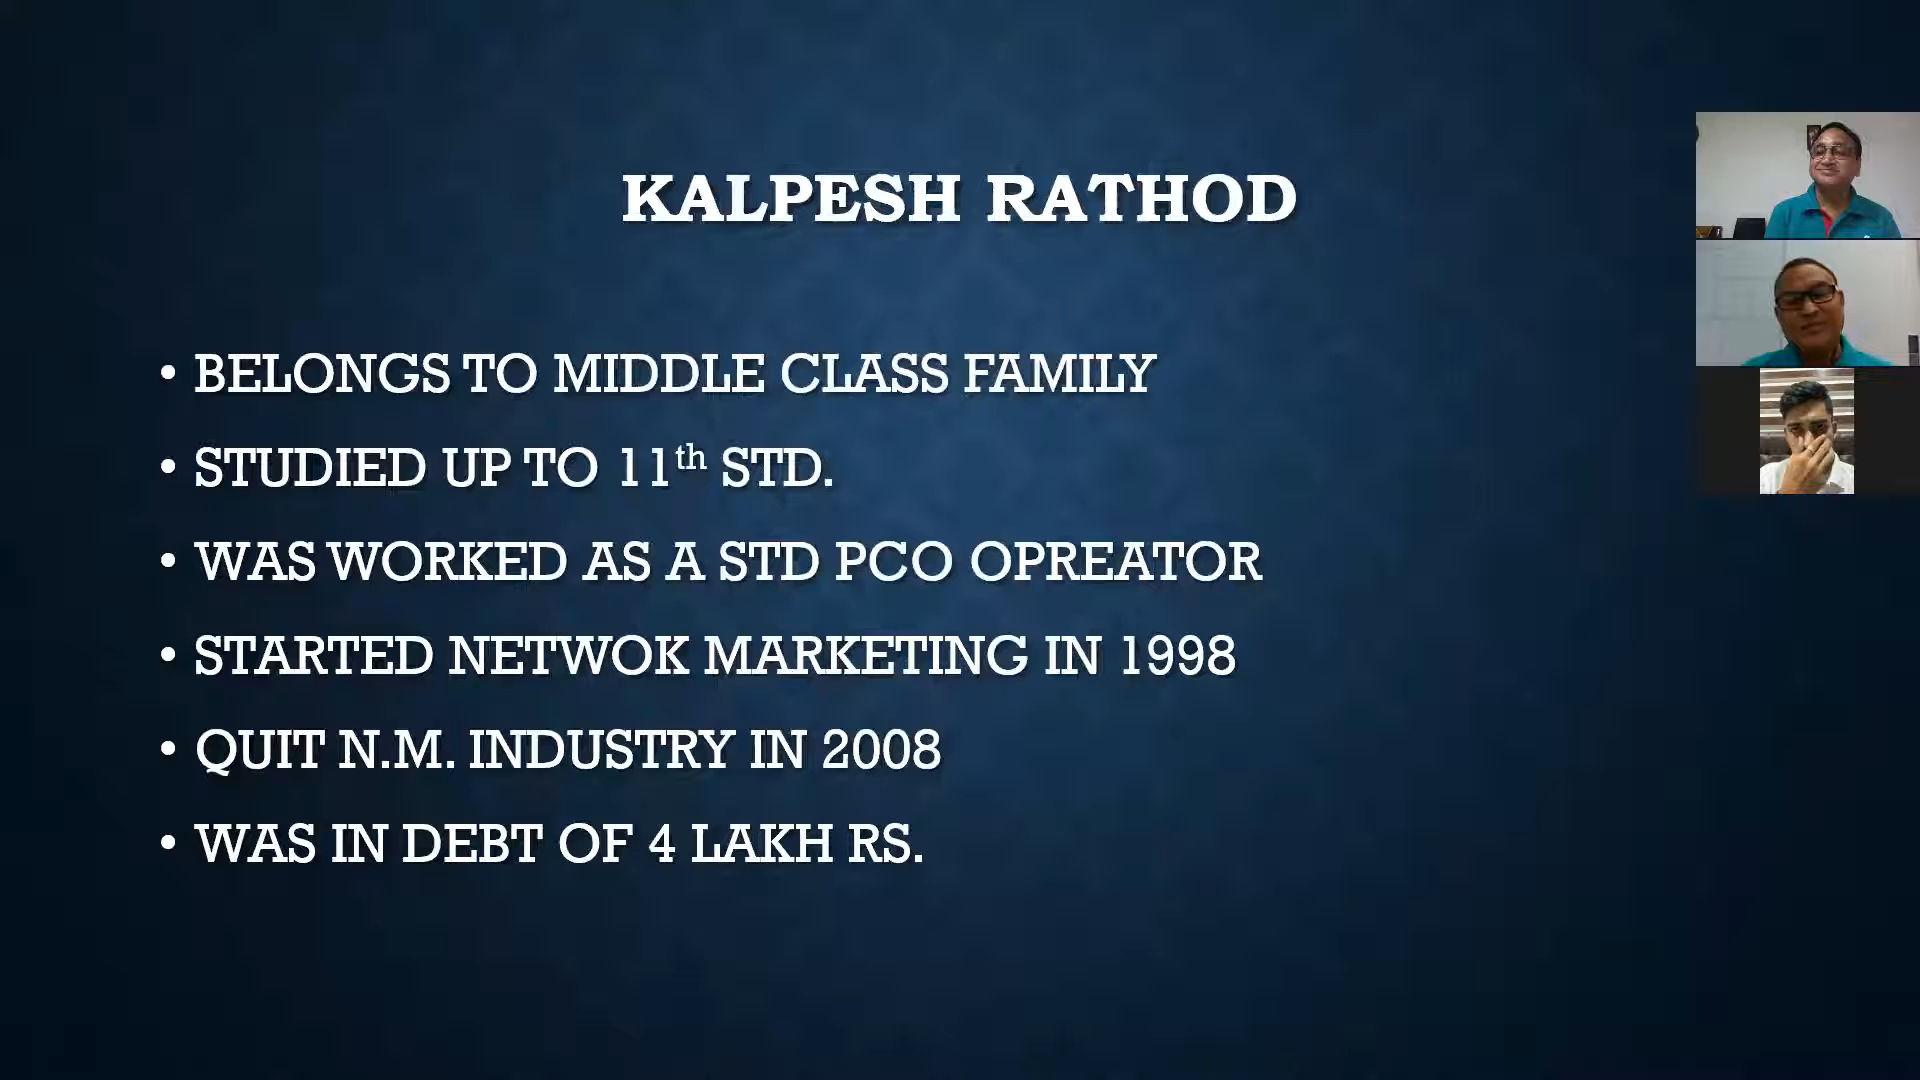 KALPESH RATHOD
• BELONGS TO MIDDLE CLASS FAMILY
• STUDIED UP TO 11th STD.
• WAS WORKED AS A STD PCO OPREATOR
• STARTED NETWOK MARKETING IN 1998
• QUIT N.M. INDUSTRY IN 2008
• WAS IN DEBT OF 4 LAKH RS.